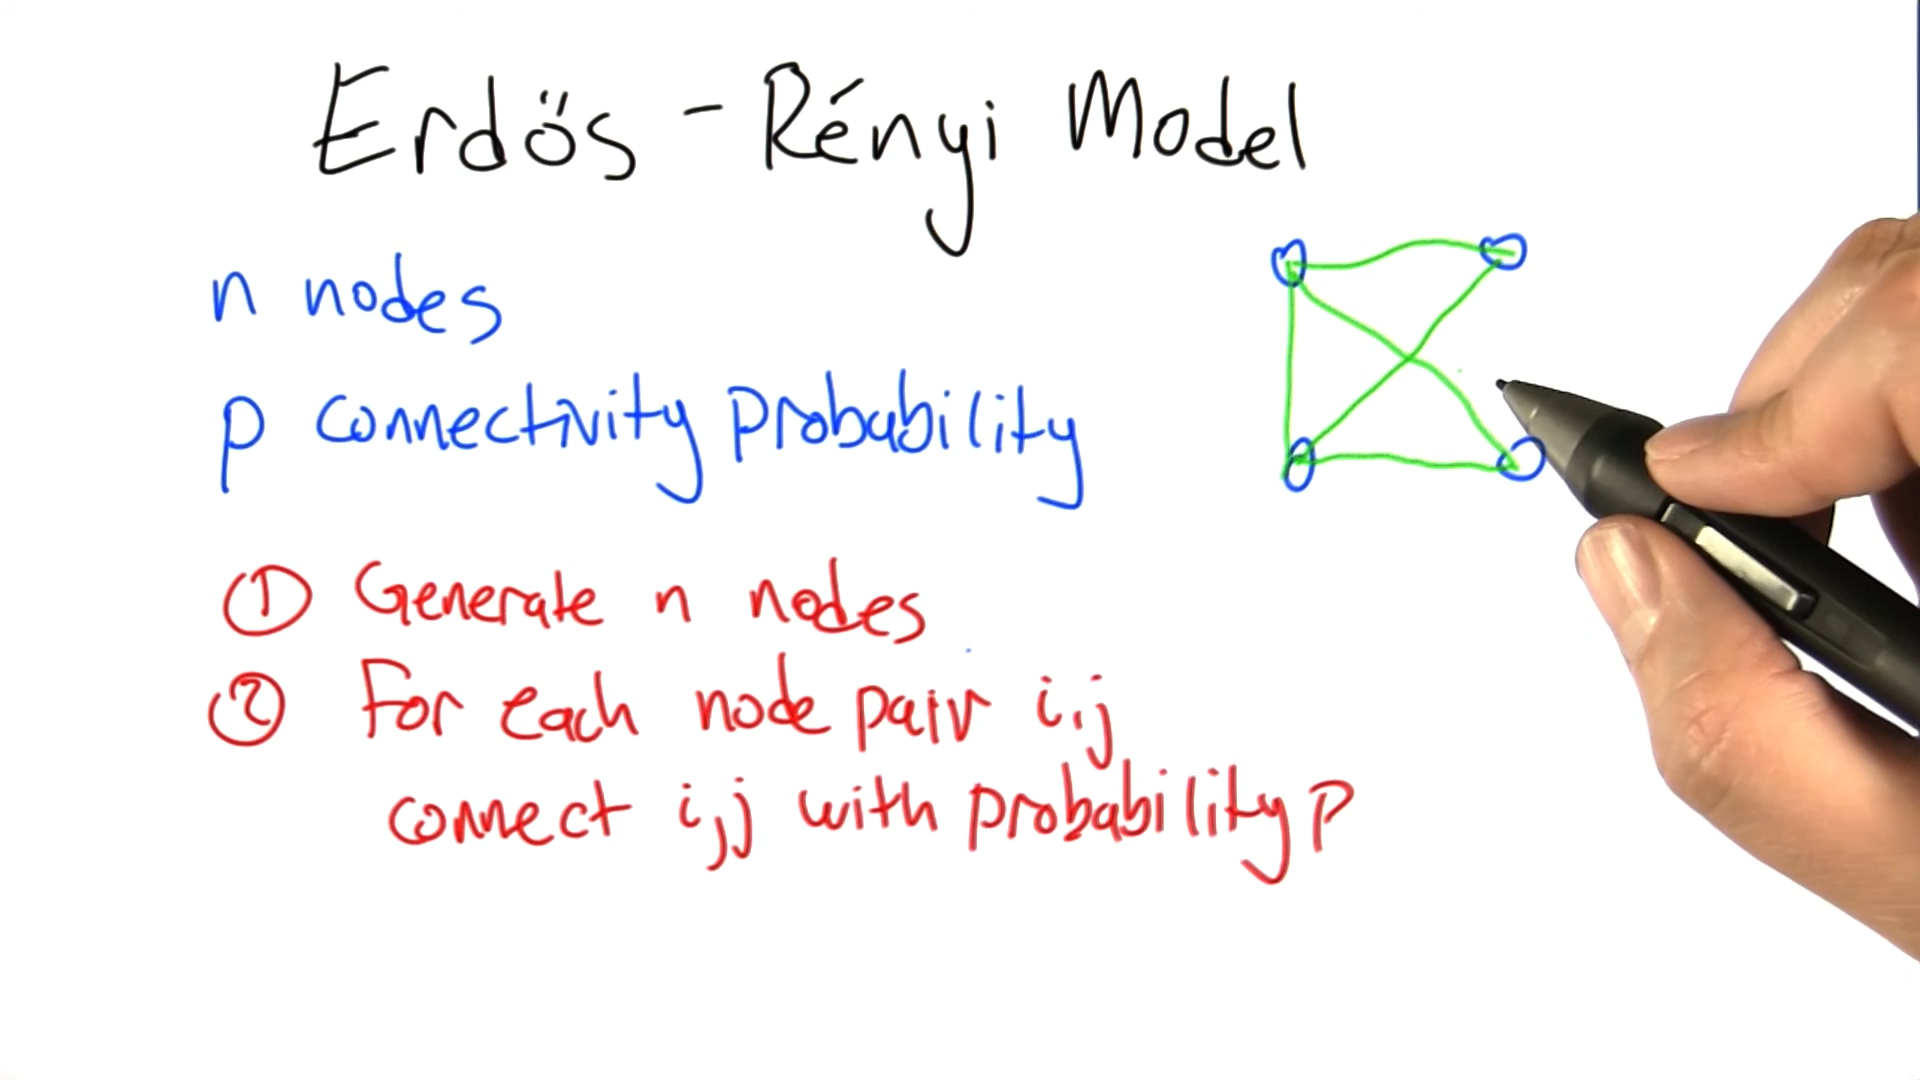 Erdös - Rényi Model
n nodes
p connectivity probability
① Generate n nodes
② For each node pair i,j
connect i,j with probability p